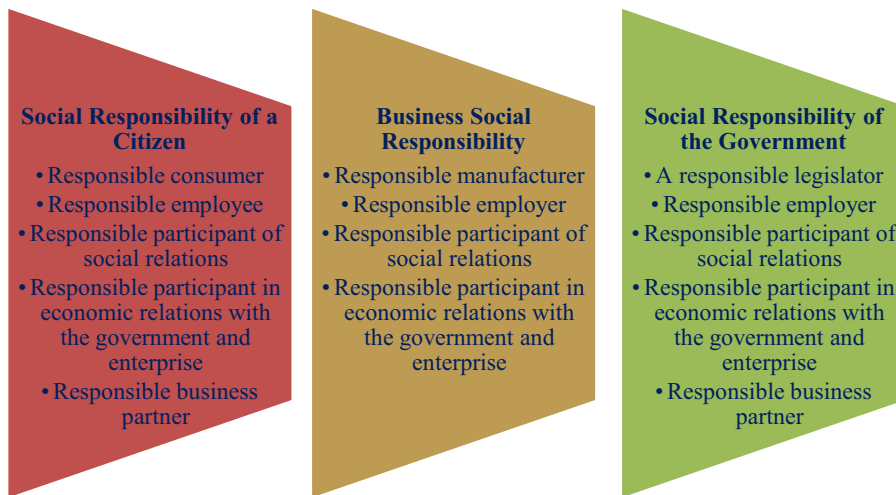 Social Responsibility of a
Citizen
• Responsible consumer
• Responsible employee
• Responsible participant of
social relations
• Responsible participant in
economic relations with
the government and
enterprise
• Responsible business
partner
Business Social
Responsibility
• Responsible manufacturer
• Responsible employer
• Responsible participant of
social relations
• Responsible participant in
economic relations with
the government and
enterprise
Social Responsibility of
the Government
• A responsible legislator
• Responsible employer
• Responsible participant of
social relations
• Responsible participant in
economic relations with
the government and
enterprise
• Responsible business
partner